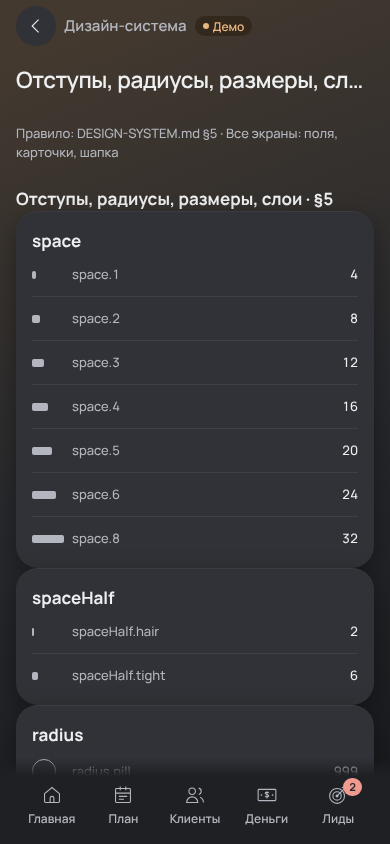 Дизайн-система
Демо
Отступы, радиусы, размеры, сл...
Правило: DESIGN-SYSTEM.md §5 · Все экраны: поля,
карточки, шапка
Отступы, радиусы, размеры, слои · §5
space
space.1 4
space.2 8
space.3 12
space.4 16
space.5 20
space.6 24
space.8 32
spaceHalf
spaceHalf.hair 2
spaceHalf.tight 6
radius
radius.pill 999
2
Главная План Клиенты Деньги Лиды